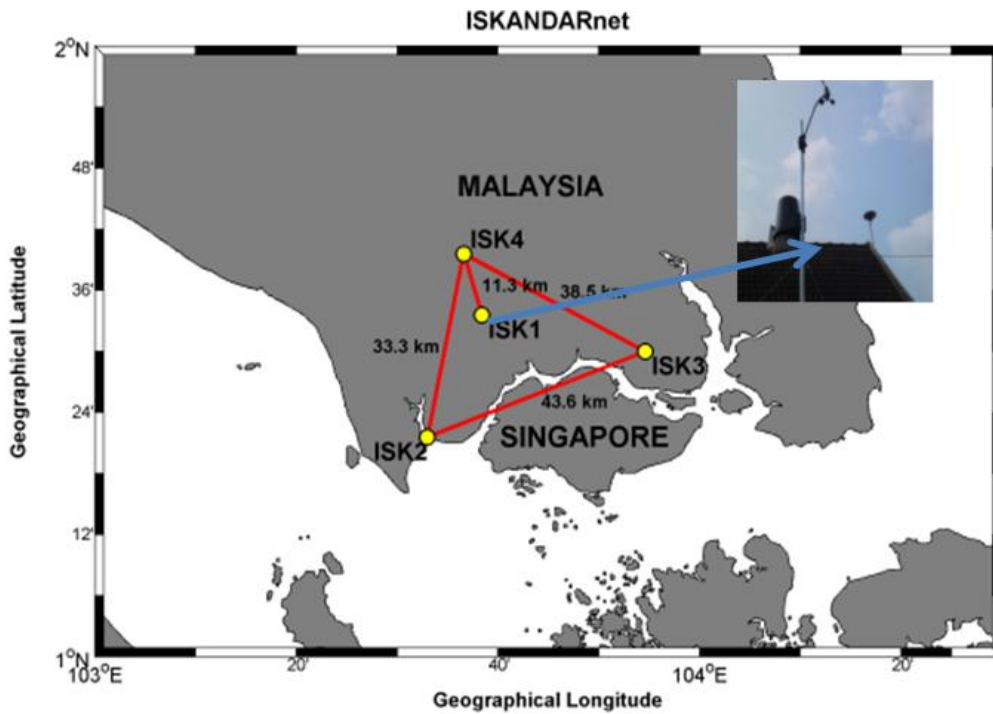 ISKANDARnet
2°N
48'
MALAYSIA
ISK4
36'
11.3 km
38.5 km
ISK1
33.3 km
ISK3
24'
43.6 km
ISK2
SINGAPORE
12'
1°N
103°E
20'
40'
104°E
20'
Geographical Latitude
Geographical Longitude